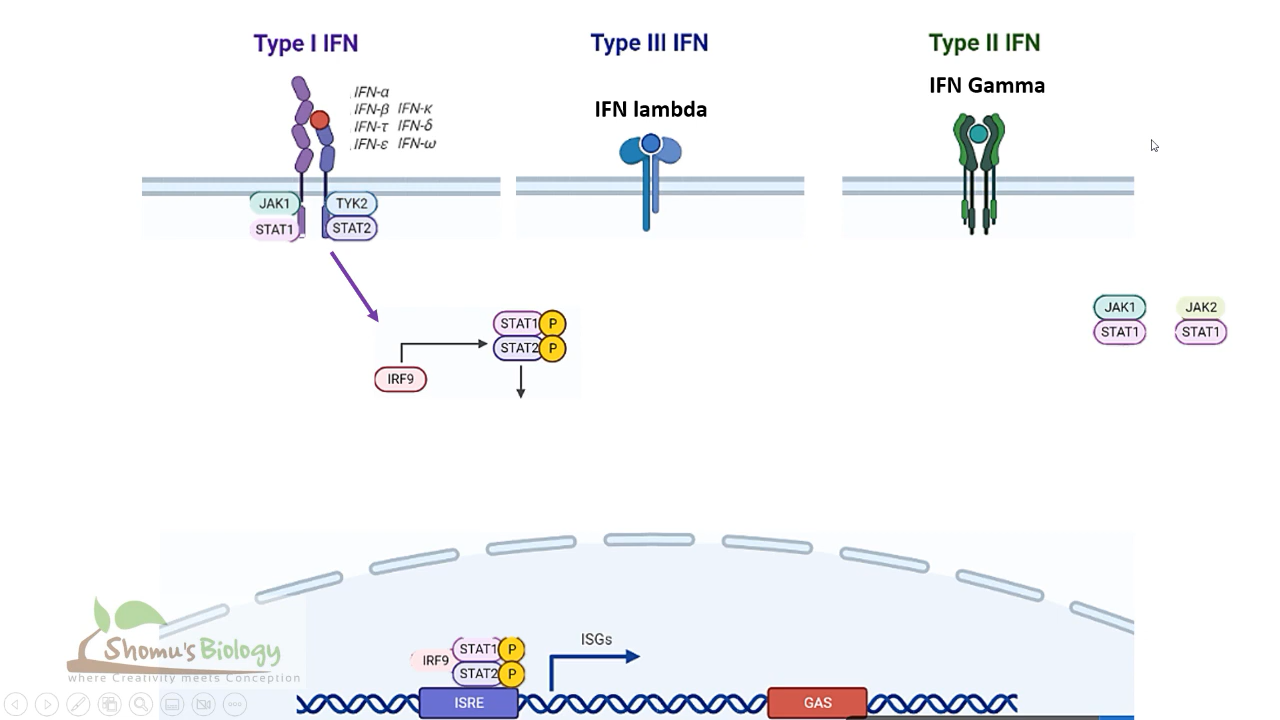 Type I IFN
Type III IFN
Type II IFN
IFN-α
IFN-β IFN-κ
IFN-τ IFN-δ
IFN-ε IFN-ω
IFN lambda
IFN Gamma
JAK1
TYK2
STAT1
STAT2
JAK1
JAK2
STAT1
STAT1
STAT1 P
STAT2 P
IRF9
ISGs
IRF9
STAT1 P
STAT2 P
ISRE
GAS
Shomu's Biology
where Creativity meets Conception